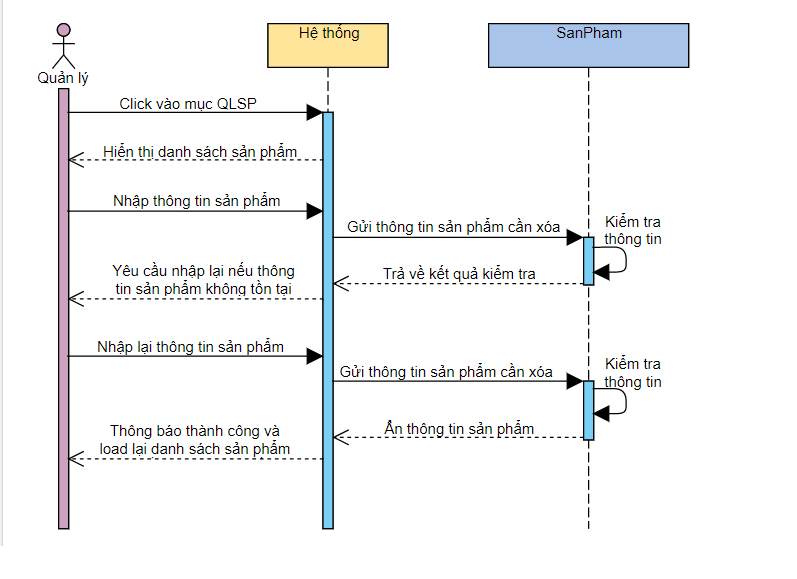 Hệ thống
SanPham
Quản lý
Click vào mục QLSP
Hiển thị danh sách sản phẩm
Nhập thông tin sản phẩm
Gửi thông tin sản phẩm cần xóa
Kiểm tra
thông tin
Trả về kết quả kiểm tra
Yêu cầu nhập lại nếu thông
tin sản phẩm không tồn tại
Nhập lại thông tin sản phẩm
Gửi thông tin sản phẩm cần xóa
Kiểm tra
thông tin
Ẩn thông tin sản phẩm
Thông báo thành công và
load lại danh sách sản phẩm